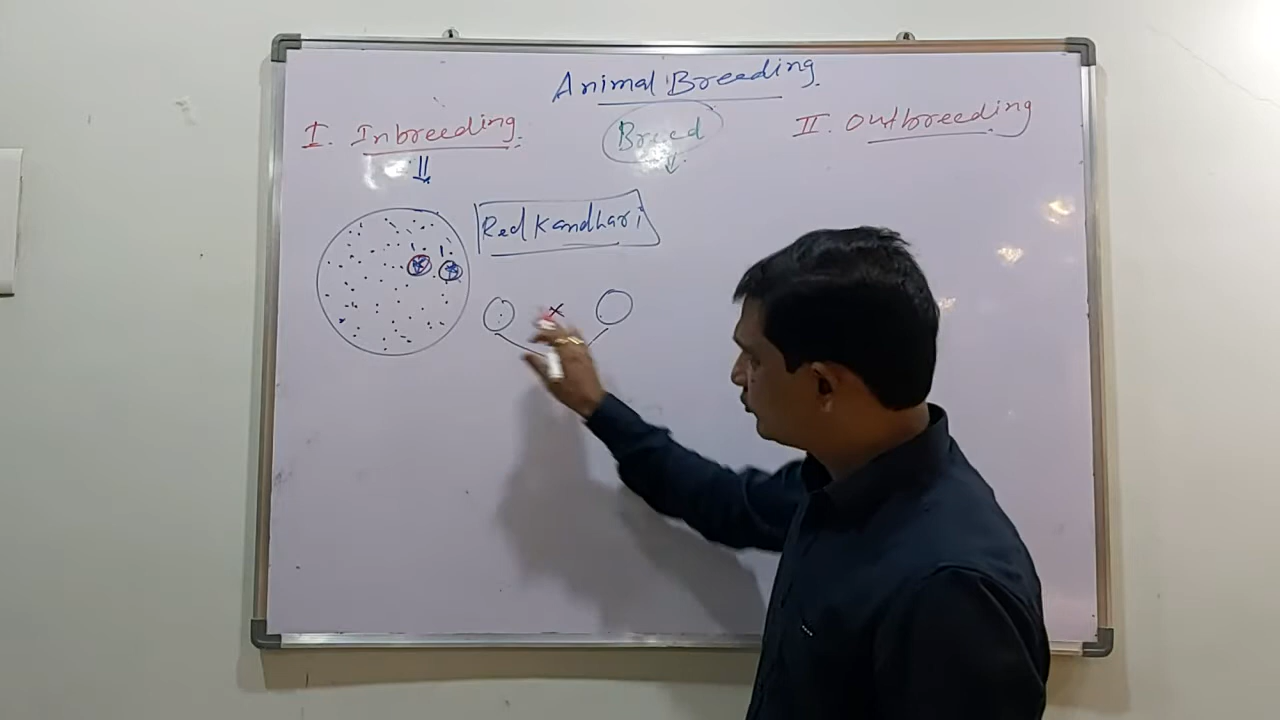 Animal Breeding.
I. Inbreeding.
Breed
II. Outbreeding
Red Kandhari
x